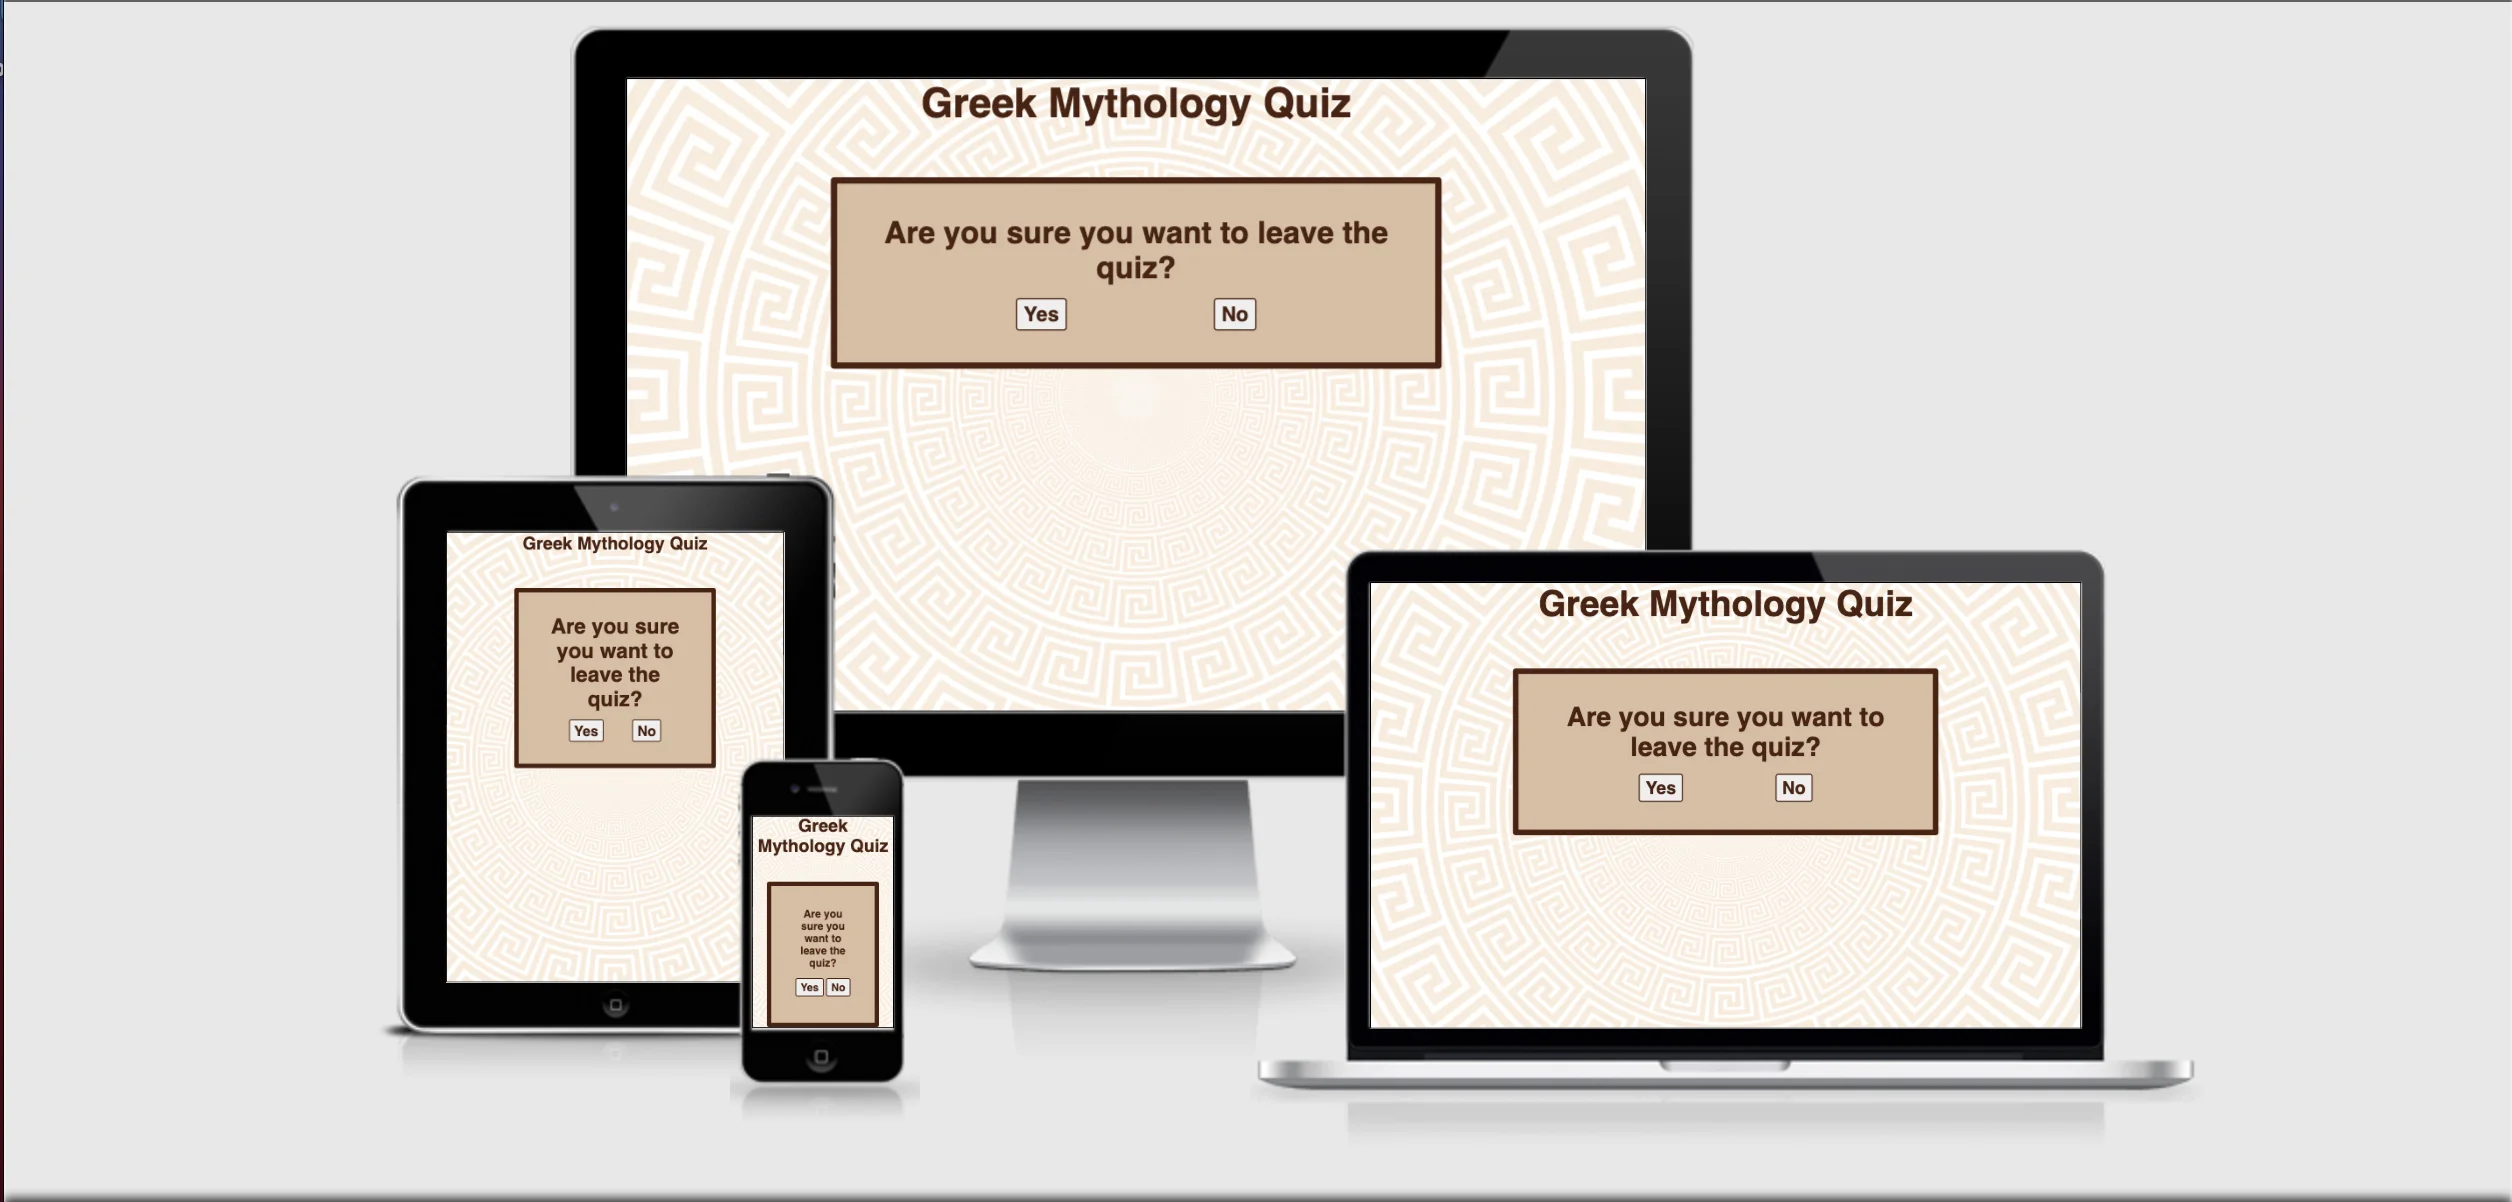 Greek Mythology Quiz
Are you sure you want to leave the
quiz?
Yes No
Greek Mythology Quiz
Are you sure
you want to
leave the
quiz?
Yes No
Greek
Mythology Quiz
Are you
sure you
want to
leave the
quiz?
Yes No
Greek Mythology Quiz
Are you sure you want to
leave the quiz?
Yes No